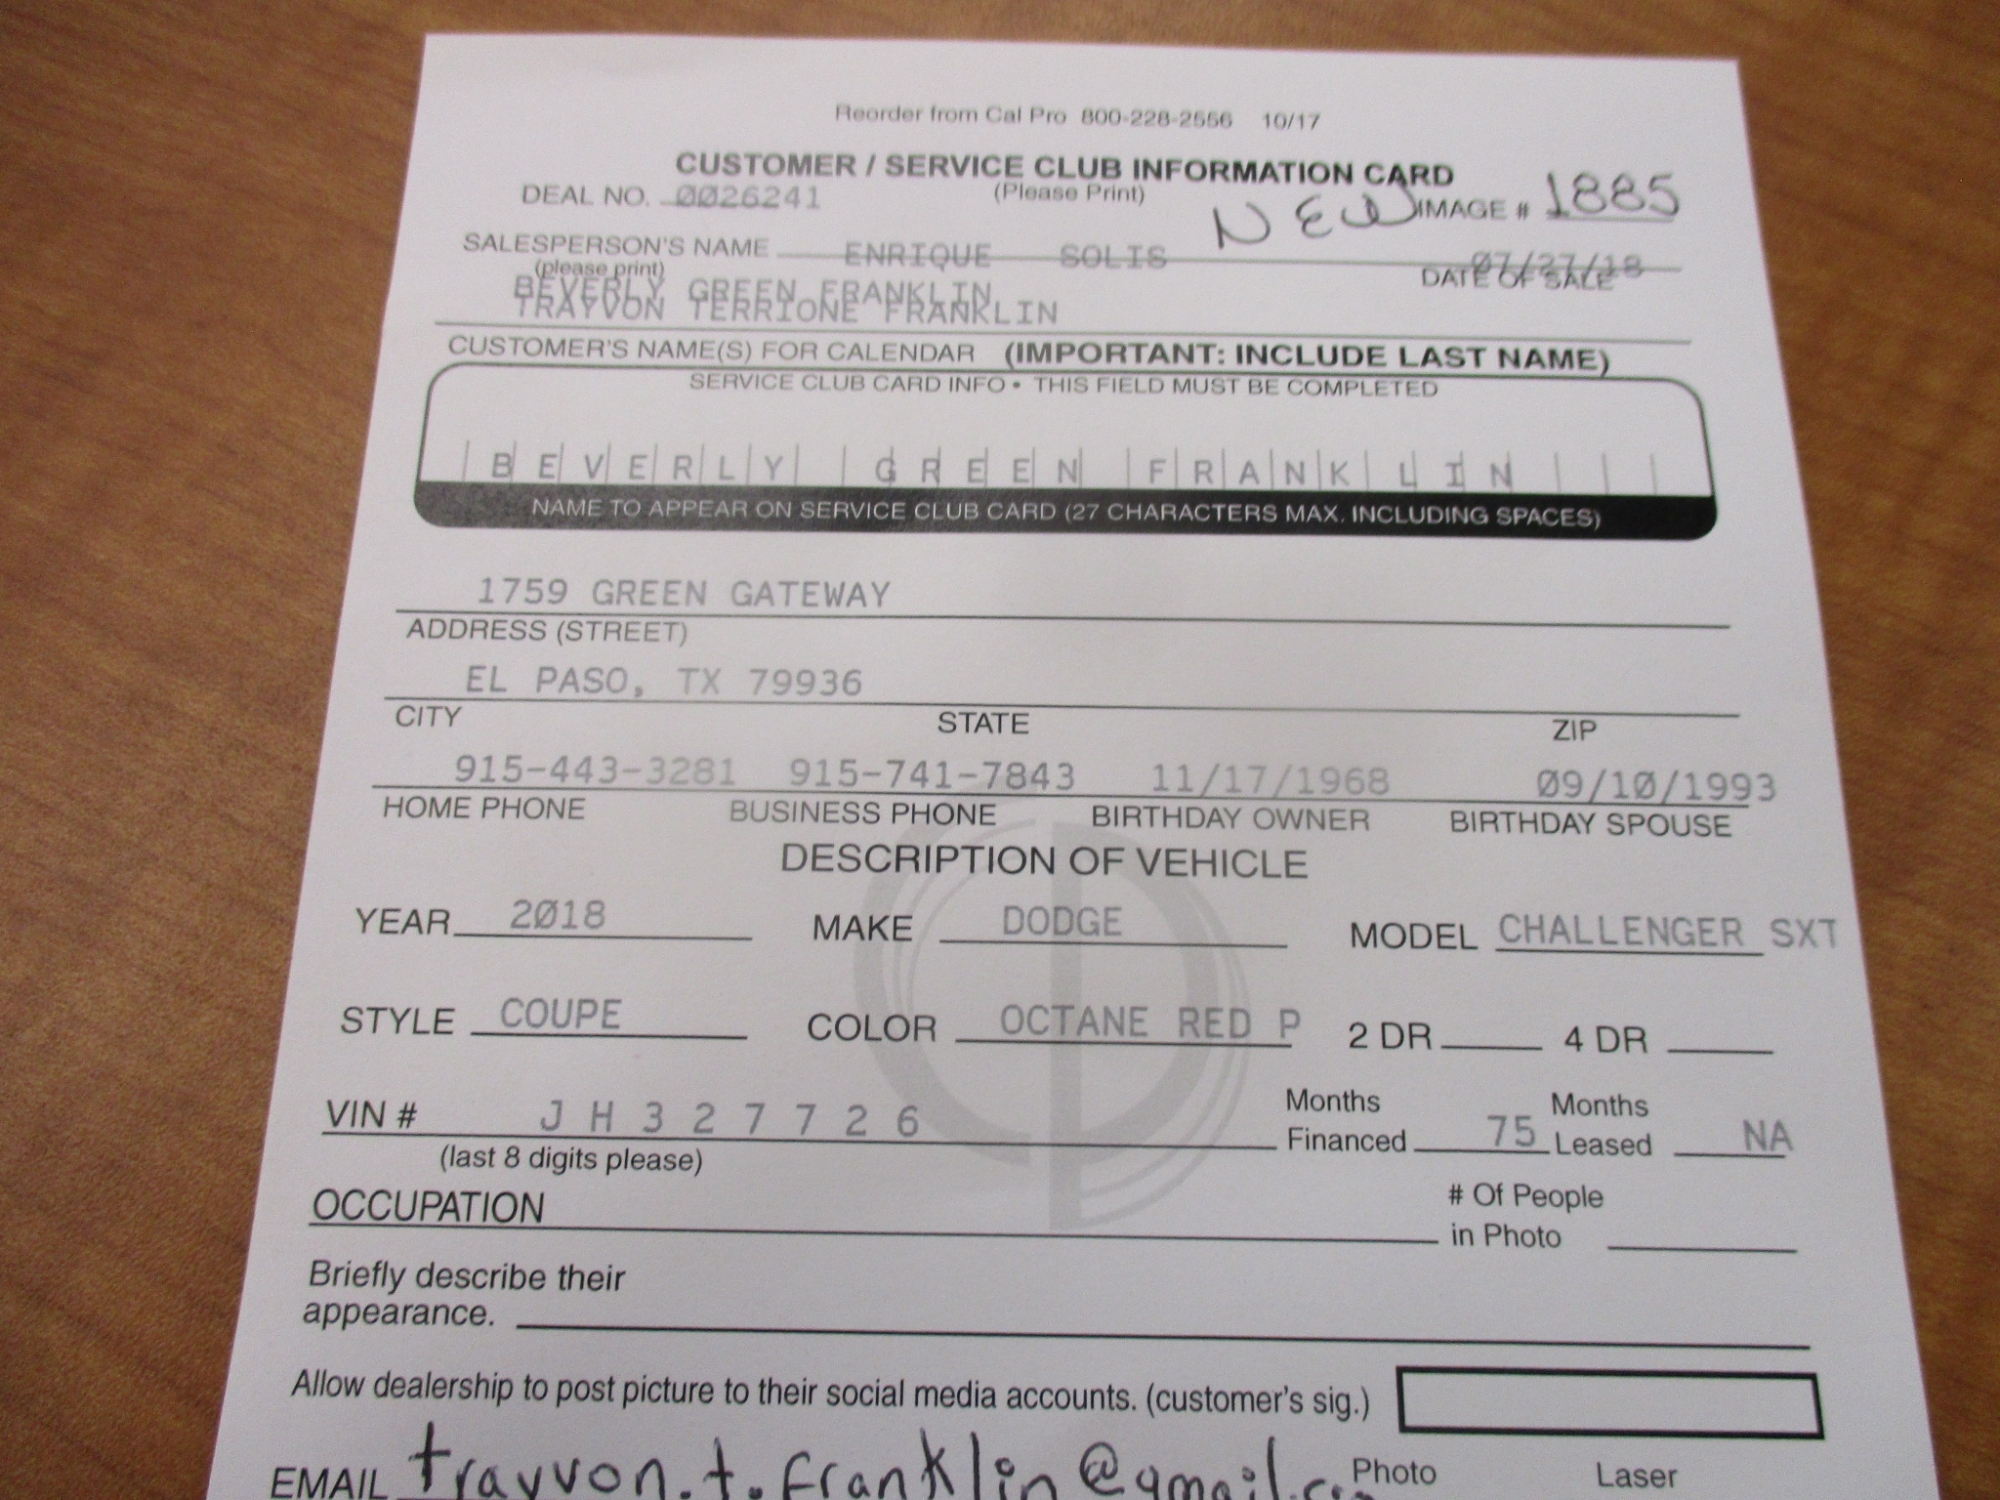 Reorder from Cal Pro 800-228-2556 10/17
CUSTOMER / SERVICE CLUB INFORMATION CARD
DEAL NO. 0026241 (Please Print) NEW IMAGE # 1885
SALESPERSON'S NAME ENRIQUE SOLIS 07/27/18
(please print) DATE OF SALE
BEVERLY GREEN FRANKLIN
TRAYVON TERRIONE FRANKLIN
CUSTOMER'S NAME(S) FOR CALENDAR (IMPORTANT: INCLUDE LAST NAME)
SERVICE CLUB CARD INFO • THIS FIELD MUST BE COMPLETED
BEVERLY GREEN FRANKLIN
NAME TO APPEAR ON SERVICE CLUB CARD (27 CHARACTERS MAX. INCLUDING SPACES)
1759 GREEN GATEWAY
ADDRESS (STREET)
EL PASO, TX 79936
CITY STATE ZIP
915-443-3281 915-741-7843 11/17/1968 09/10/1993
HOME PHONE BUSINESS PHONE BIRTHDAY OWNER BIRTHDAY SPOUSE
DESCRIPTION OF VEHICLE
YEAR 2018 MAKE DODGE MODEL CHALLENGER SXT
STYLE COUPE COLOR OCTANE RED P 2 DR 4 DR
VIN # JH327726 Months Financed 75 Months Leased NA
(last 8 digits please)
OCCUPATION # Of People in Photo
Briefly describe their
appearance.
Allow dealership to post picture to their social media accounts. (customer's sig.)
EMAIL trayvon.t.franklin@gmail.com Photo Laser